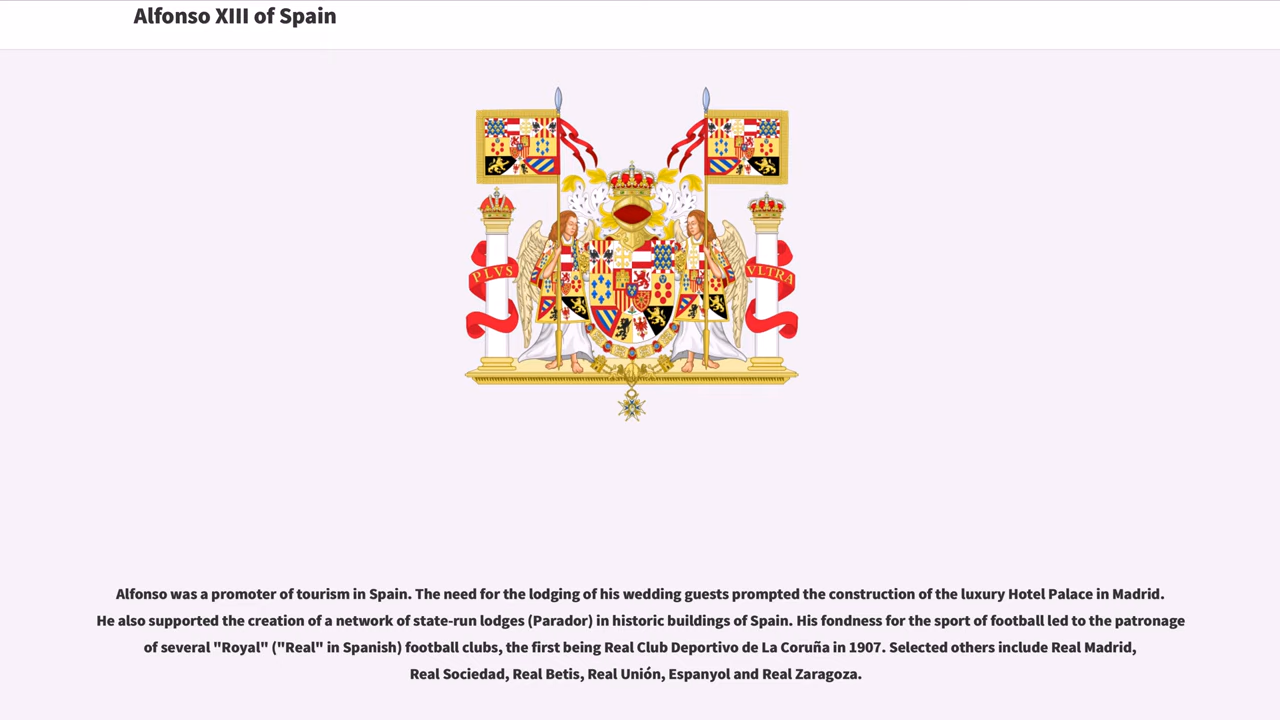 Alfonso XIII of Spain
PLVS
VLTRA
Alfonso was a promoter of tourism in Spain. The need for the lodging of his wedding guests prompted the construction of the luxury Hotel Palace in Madrid.
He also supported the creation of a network of state-run lodges (Parador) in historic buildings of Spain. His fondness for the sport of football led to the patronage
of several "Royal" ("Real" in Spanish) football clubs, the first being Real Club Deportivo de La Coruña in 1907. Selected others include Real Madrid,
Real Sociedad, Real Betis, Real Unión, Espanyol and Real Zaragoza.